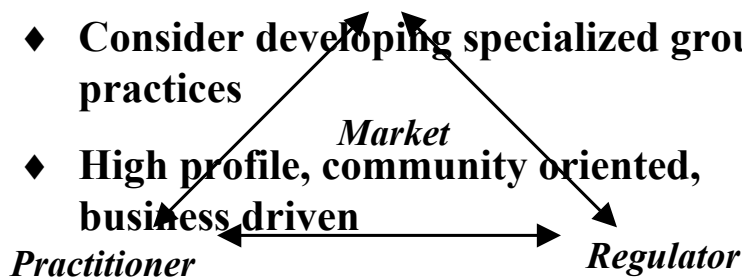 ♦ Consider developing specialized grou
practices
Market
♦ High profile, community oriented,
business driven
Practitioner
Regulator